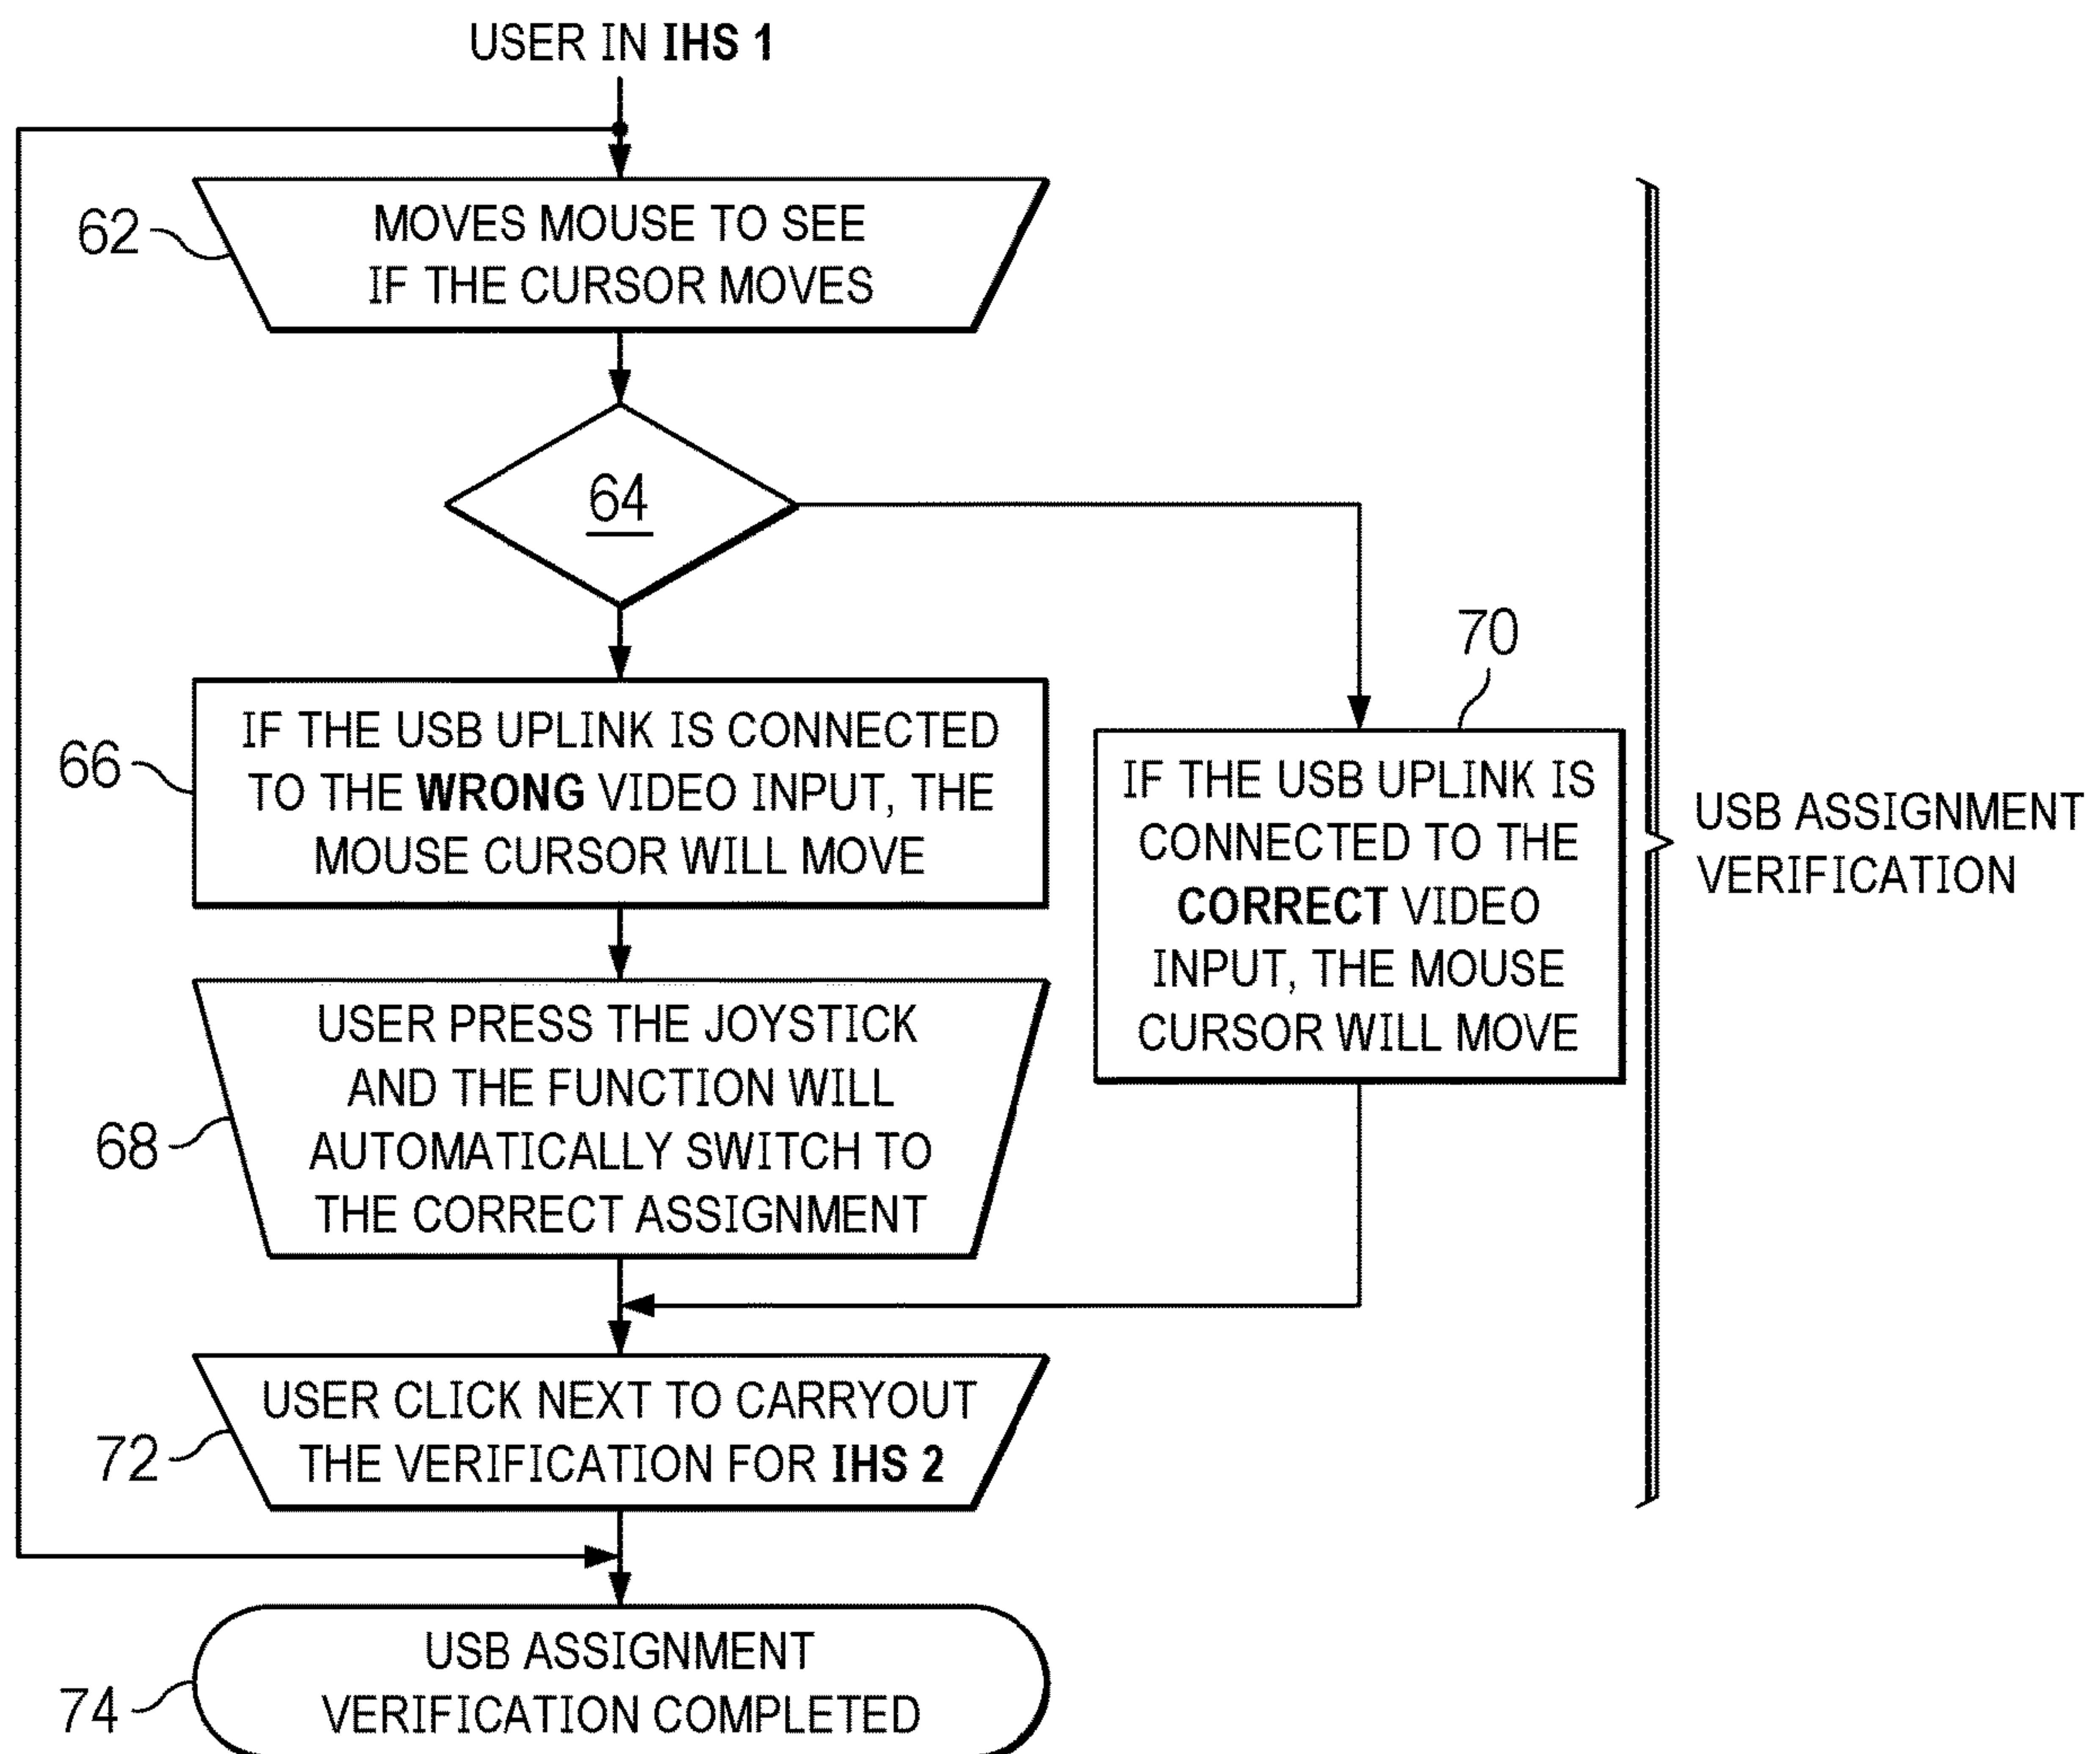 USER IN IHS 1
62
MOVES MOUSE TO SEE
IF THE CURSOR MOVES
64
66
IF THE USB UPLINK IS CONNECTED
TO THE WRONG VIDEO INPUT, THE
MOUSE CURSOR WILL MOVE
70
IF THE USB UPLINK IS
CONNECTED TO THE
CORRECT VIDEO
INPUT, THE MOUSE
CURSOR WILL MOVE
USB ASSIGNMENT
VERIFICATION
68
USER PRESS THE JOYSTICK
AND THE FUNCTION WILL
AUTOMATICALLY SWITCH TO
THE CORRECT ASSIGNMENT
72
USER CLICK NEXT TO CARRYOUT
THE VERIFICATION FOR IHS 2
74
USB ASSIGNMENT
VERIFICATION COMPLETED